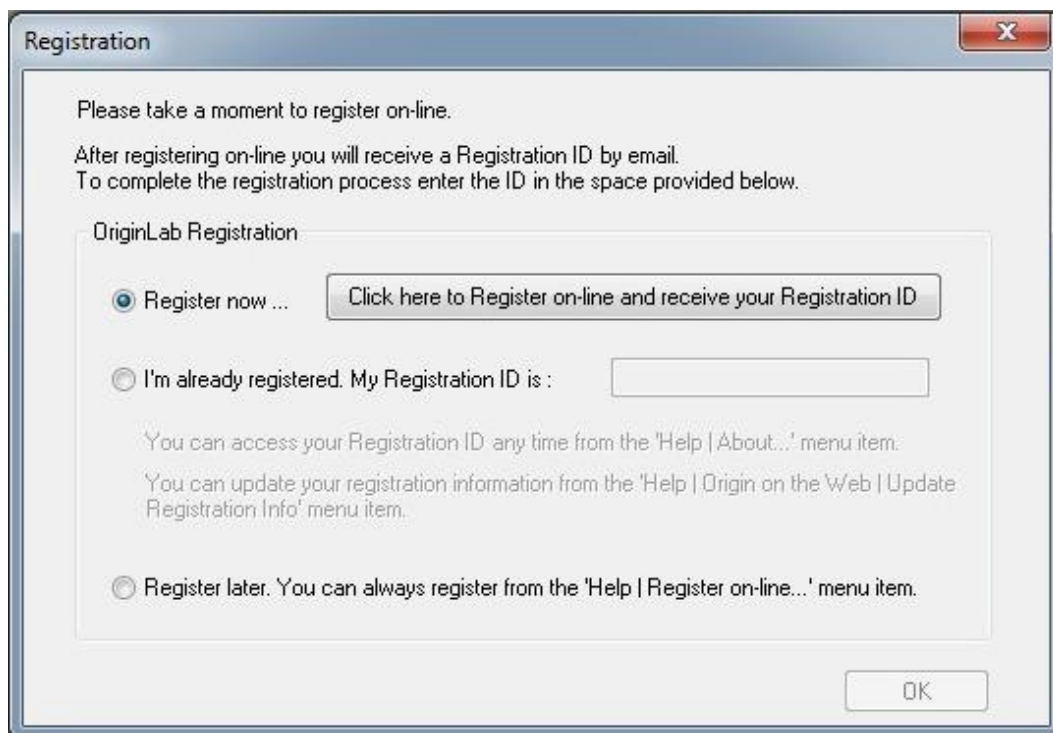 Registration
Please take a moment to register on-line.
After registering on-line you will receive a Registration ID by email.
To complete the registration process enter the ID in the space provided below.
OriginLab Registration
Register now ...
Click here to Register on-line and receive your Registration ID
I'm already registered. My Registration ID is :
You can access your Registration ID any time from the 'Help | About...' menu item.
You can update your registration information from the 'Help | Origin on the Web | Update
Registration Info' menu item.
Register later. You can always register from the 'Help | Register on-line...' menu item.
OK